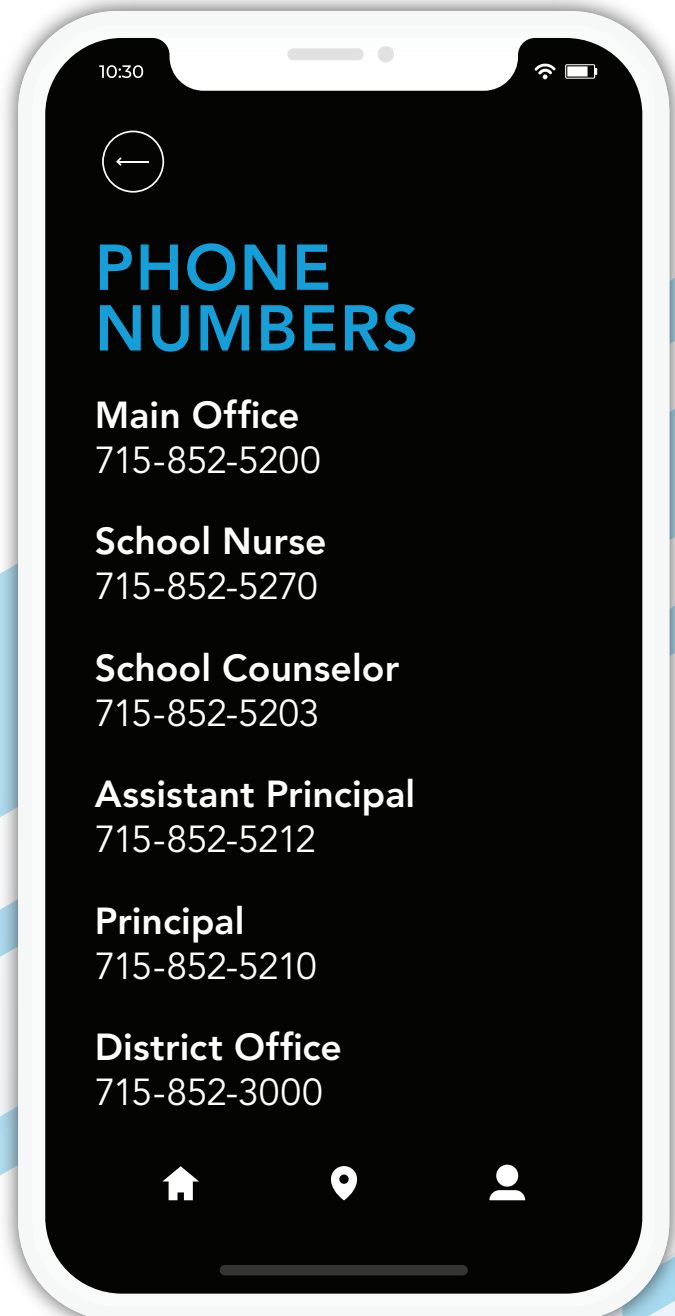 10:30
PHONE
NUMBERS
Main Office
715-852-5200
School Nurse
715-852-5270
School Counselor
715-852-5203
Assistant Principal
715-852-5212
Principal
715-852-5210
District Office
715-852-3000